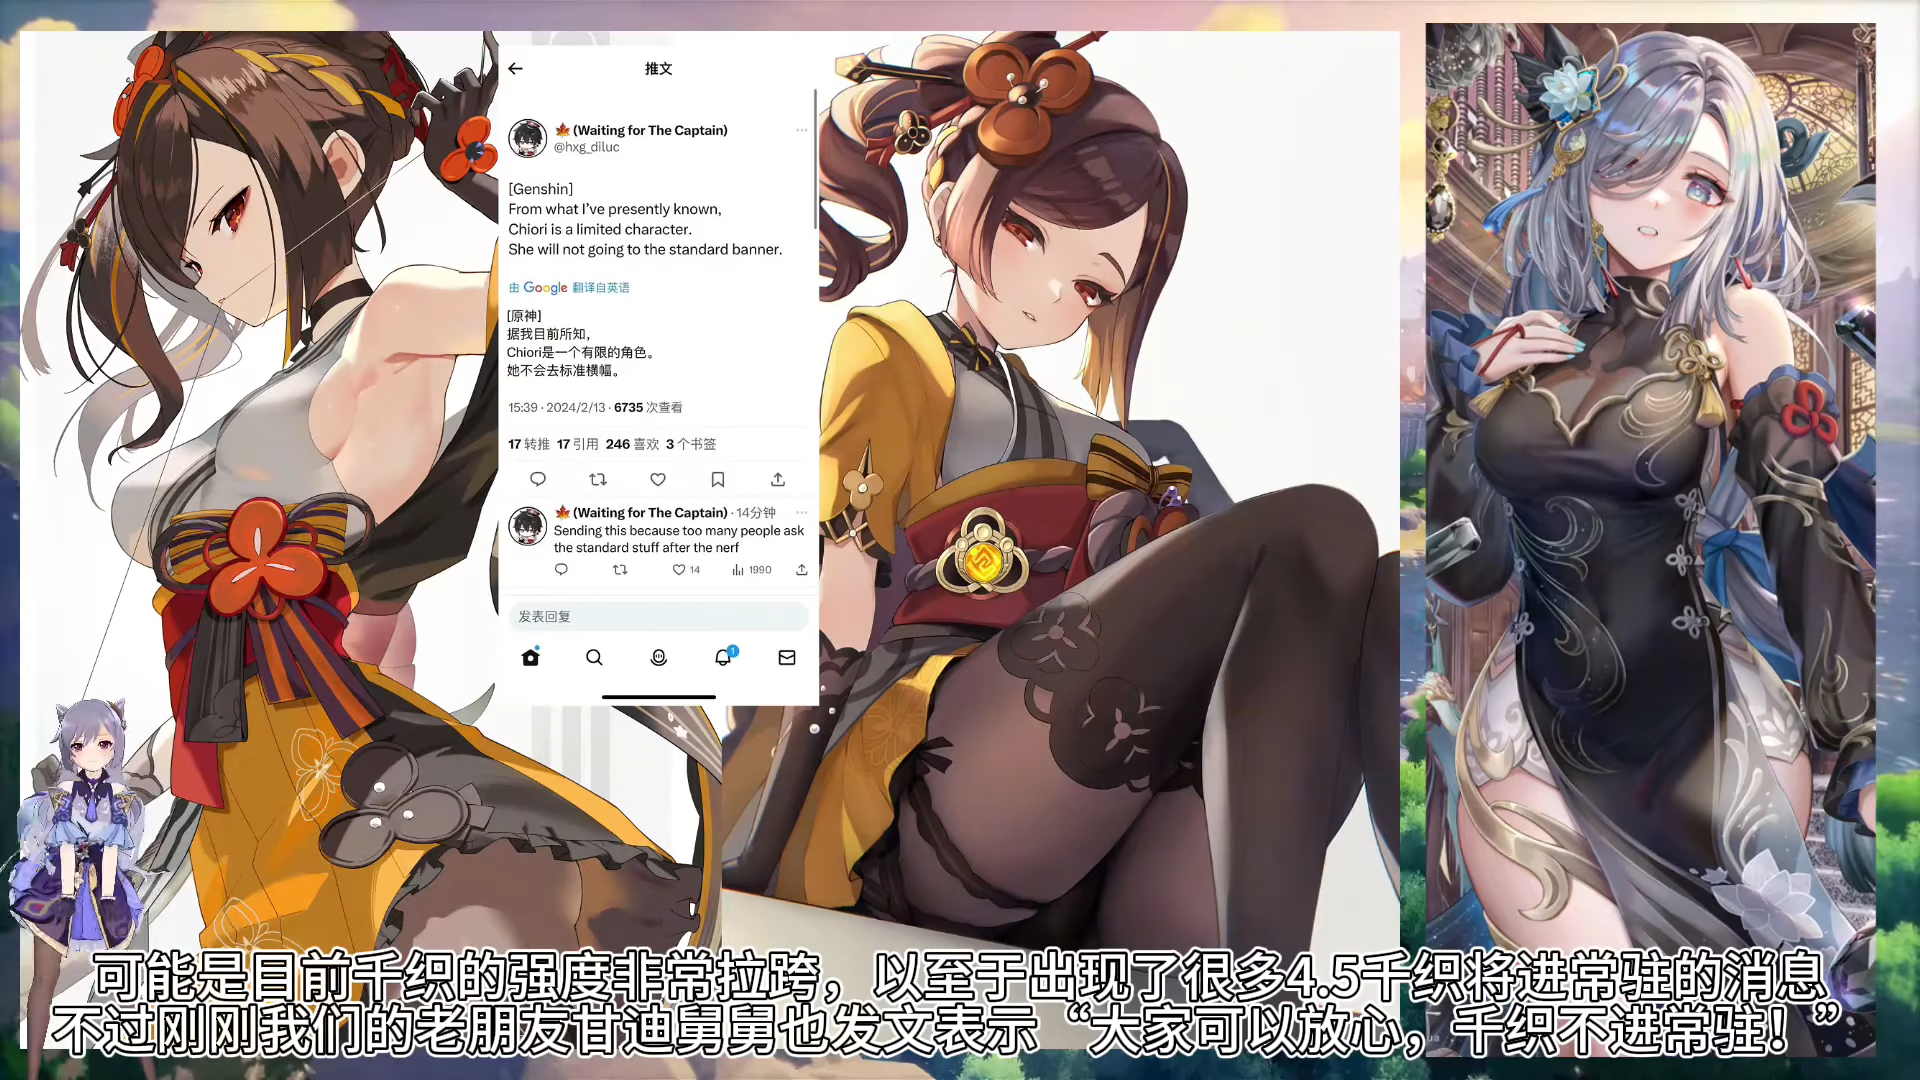 推文
(Waiting for The Captain)
@hxg_diluc
[Genshin]
From what I've presently known,
Chiori is a limited character.
She will not going to the standard banner.
由 Google 翻译自英语
[原神]
据我目前所知，
Chiori是一个有限的角色。
她不会去标准横幅。
15:39 · 2024/2/13 · 6735 次查看
17 转推 17 引用 246 喜欢 3 个书签
(Waiting for The Captain) · 14分钟
Sending this because too many people ask
the standard stuff after the nerf
14 1990
发表回复
1
可能是目前千织的强度非常拉跨，以至于出现了很多4.5千织将进常驻的消息
不过刚刚我们的老朋友甘迪舅舅也发文表示“大家可以放心，千织不进常驻！”